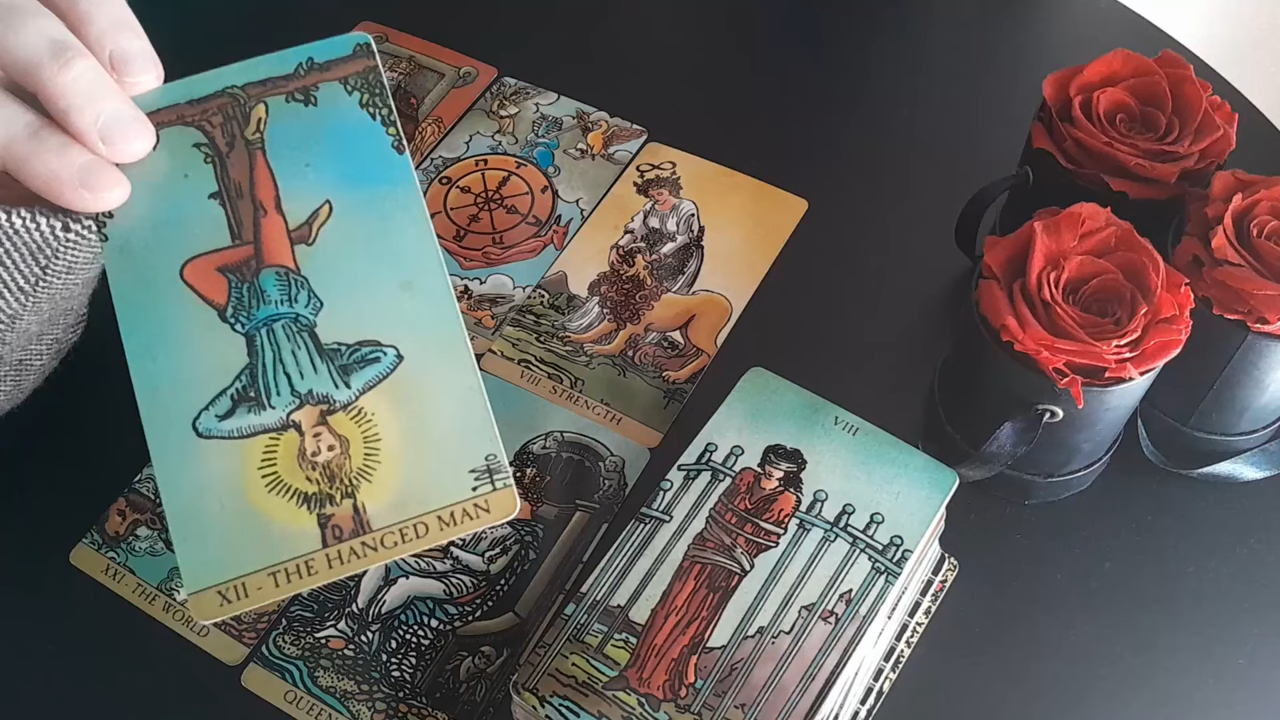 XII - THE HANGED MAN
VIII - STRENGTH
XXI - THE WORLD
QUEEN
VIII